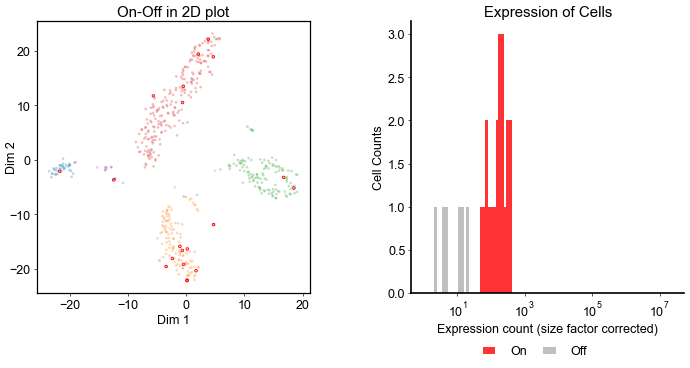 On-Off in 2D plot
20
10
0
−10
−20
Dim 2
−20 −10 0 10 20
Dim 1
Expression of Cells
3.0
2.5
2.0
1.5
1.0
0.5
0.0
Cell Counts
10^1 10^3 10^5 10^7
Expression count (size factor corrected)
On Off